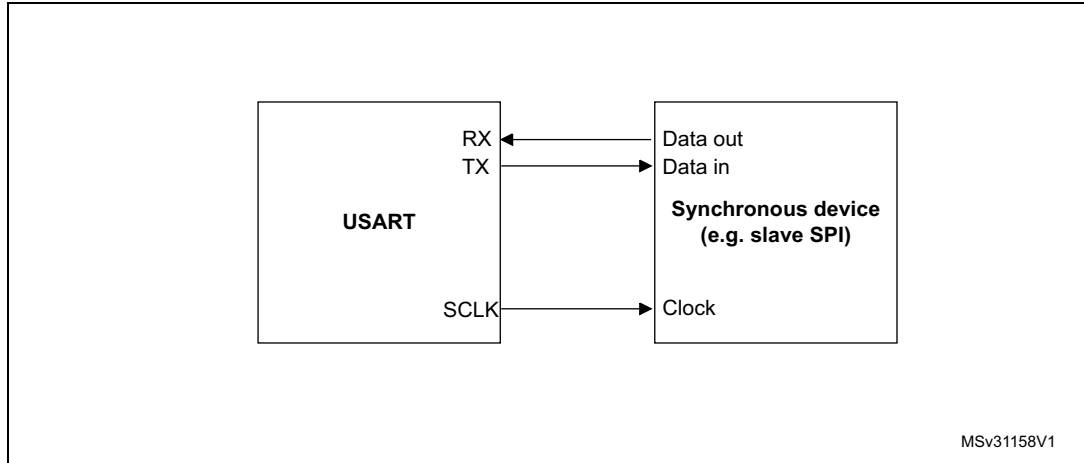 RX
Data out
TX
Data in
USART
Synchronous device
(e.g. slave SPI)
SCLK
Clock
MSv31158V1